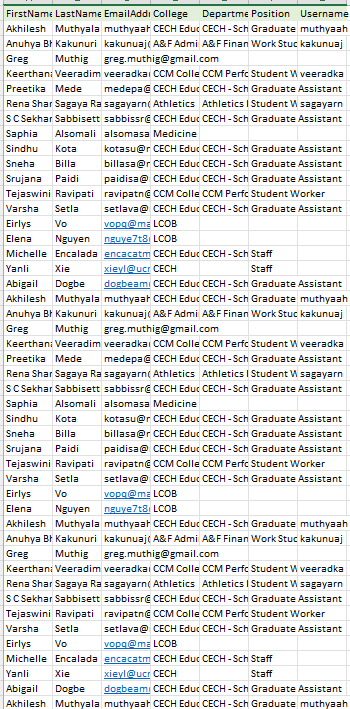 FirstName LastName EmailAddr College Departme Position Username
Akhilesh Muthyala muthyaah CECH Educ CECH - Sch Graduate muthyaah
Anuhya Bh Kakunuri kakunuaj( A&F Admi A&F Finan Work Stuc kakunuaj
Greg Muthig greg.muthig@gmail.com
Keerthana Veeradim veeradka( CCM Colle CCM Perfo Student W veeradka
Preetika Mede medepa@ CECH Educ CECH - Sch Graduate Assistant
Rena Shar Sagaya Ra sagayarn( Athletics Athletics I Student W sagayarn
S C Sekhar Sabbisett sabbissr@ CECH Educ CECH - Sch Graduate Assistant
Saphia Alsomali alsomasa Medicine
Sindhu Kota kotasu@r CECH Educ CECH - Sch Graduate Assistant
Sneha Billa billasa@n CECH Educ CECH - Sch Graduate Assistant
Srujana Paidi paidisa@ CECH Educ CECH - Sch Graduate Assistant
Tejaswini Ravipati ravipatn@ CCM Colle CCM Perfo Student Worker
Varsha Setla setlava@ CECH Educ CECH - Sch Graduate Assistant
Eirlys Vo vopq@ma LCOB
Elena Nguyen nguye7t8 LCOB
Michelle Encalada encacatm CECH Educ CECH - Sch Staff
Yanli Xie xieyl@ucr CECH Staff
Abigail Dogbe dogbeam CECH Educ CECH - Sch Graduate Assistant
Akhilesh Muthyala muthyaah CECH Educ CECH - Sch Graduate muthyaah
Anuhya Bh Kakunuri kakunuaj( A&F Admi A&F Finan Work Stuc kakunuaj
Greg Muthig greg.muthig@gmail.com
Keerthana Veeradim veeradka( CCM Colle CCM Perfo Student W veeradka
Preetika Mede medepa@ CECH Educ CECH - Sch Graduate Assistant
Rena Shar Sagaya Ra sagayarn( Athletics Athletics I Student W sagayarn
S C Sekhar Sabbisett sabbissr@ CECH Educ CECH - Sch Graduate Assistant
Saphia Alsomali alsomasa Medicine
Sindhu Kota kotasu@r CECH Educ CECH - Sch Graduate Assistant
Sneha Billa billasa@n CECH Educ CECH - Sch Graduate Assistant
Srujana Paidi paidisa@ CECH Educ CECH - Sch Graduate Assistant
Tejaswini Ravipati ravipatn@ CCM Colle CCM Perfo Student Worker
Varsha Setla setlava@ CECH Educ CECH - Sch Graduate Assistant
Eirlys Vo vopq@ma LCOB
Elena Nguyen nguye7t8 LCOB
Akhilesh Muthyala muthyaah CECH Educ CECH - Sch Graduate muthyaah
Anuhya Bh Kakunuri kakunuaj( A&F Admi A&F Finan Work Stuc kakunuaj
Greg Muthig greg.muthig@gmail.com
Keerthana Veeradim veeradka( CCM Colle CCM Perfo Student W veeradka
Rena Shar Sagaya Ra sagayarn( Athletics Athletics I Student W sagayarn
S C Sekhar Sabbisett sabbissr@ CECH Educ CECH - Sch Graduate Assistant
Tejaswini Ravipati ravipatn@ CCM Colle CCM Perfo Student Worker
Varsha Setla setlava@ CECH Educ CECH - Sch Graduate Assistant
Eirlys Vo vopq@ma LCOB
Michelle Encalada encacatm CECH Educ CECH - Sch Staff
Yanli Xie xieyl@ucr CECH Staff
Abigail Dogbe dogbeam CECH Educ CECH - Sch Graduate Assistant
Akhilesh Muthyala muthyaah CECH Educ CECH - Sch Graduate muthyaah